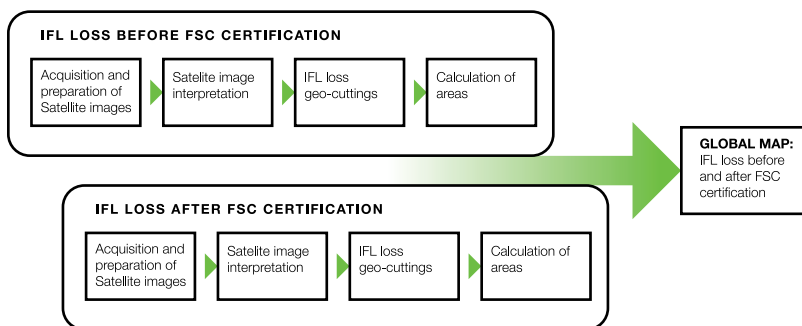 IFL LOSS BEFORE FSC CERTIFICATION
Acquisition and
preparation of
Satellite images
Satelite image
interpretation
IFL loss
geo-cuttings
Calculation of
areas
GLOBAL MAP:
IFL loss before
and after FSC
certification
IFL LOSS AFTER FSC CERTIFICATION
Acquisition and
preparation of
Satellite images
Satelite image
interpretation
IFL loss
geo-cuttings
Calculation of
areas